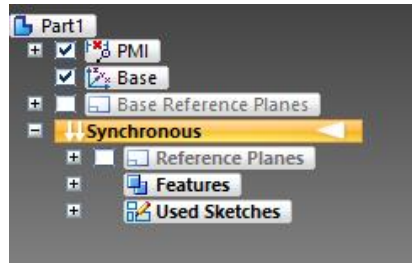 Part1
PMI
Base
Base Reference Planes
Synchronous
Reference Planes
Features
Used Sketches